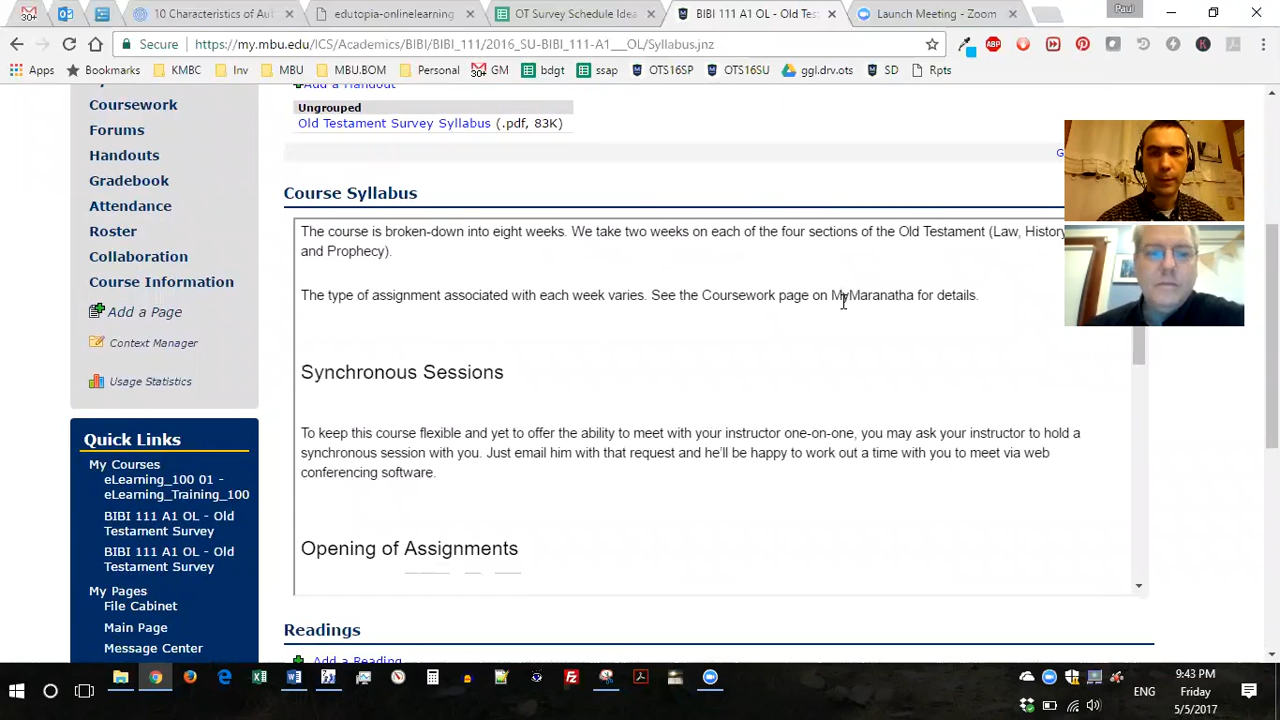 Paul
10 Characteristics of Aut
edutopia-onlinelearning
OT Survey Schedule Idea
BIBI 111 A1 OL - Old Tes
Launch Meeting - Zoom
Secure
https://my.mbu.edu/ICS/Academics/BIBI/BIBI_111/2016_SU-BIBI_111-A1___OL/Syllabus.jnz
ABP
Apps
Bookmarks
KMBC
Inv
MBU
MBU.BOM
Personal
GM
bdgt
ssap
OTS16SP
OTS16SU
ggl.drv.ots
SD
Rpts
Coursework
Forums
Handouts
Gradebook
Attendance
Roster
Collaboration
Course Information
Add a Page
Context Manager
Usage Statistics
Quick Links
My Courses
eLearning_100 01 -
eLearning_Training_100
BIBI 111 A1 OL - Old
Testament Survey
BIBI 111 A1 OL - Old
Testament Survey
My Pages
File Cabinet
Main Page
Message Center
Add a Handout
Ungrouped
Old Testament Survey Syllabus (.pdf, 83K)
Course Syllabus
The course is broken-down into eight weeks. We take two weeks on each of the four sections of the Old Testament (Law, History
and Prophecy).
The type of assignment associated with each week varies. See the Coursework page on MyMaranatha for details.
Synchronous Sessions
To keep this course flexible and yet to offer the ability to meet with your instructor one-on-one, you may ask your instructor to hold a
synchronous session with you. Just email him with that request and he'll be happy to work out a time with you to meet via web
conferencing software.
Opening of Assignments
Readings
Add a Reading
ENG
9:43 PM
Friday
5/5/2017